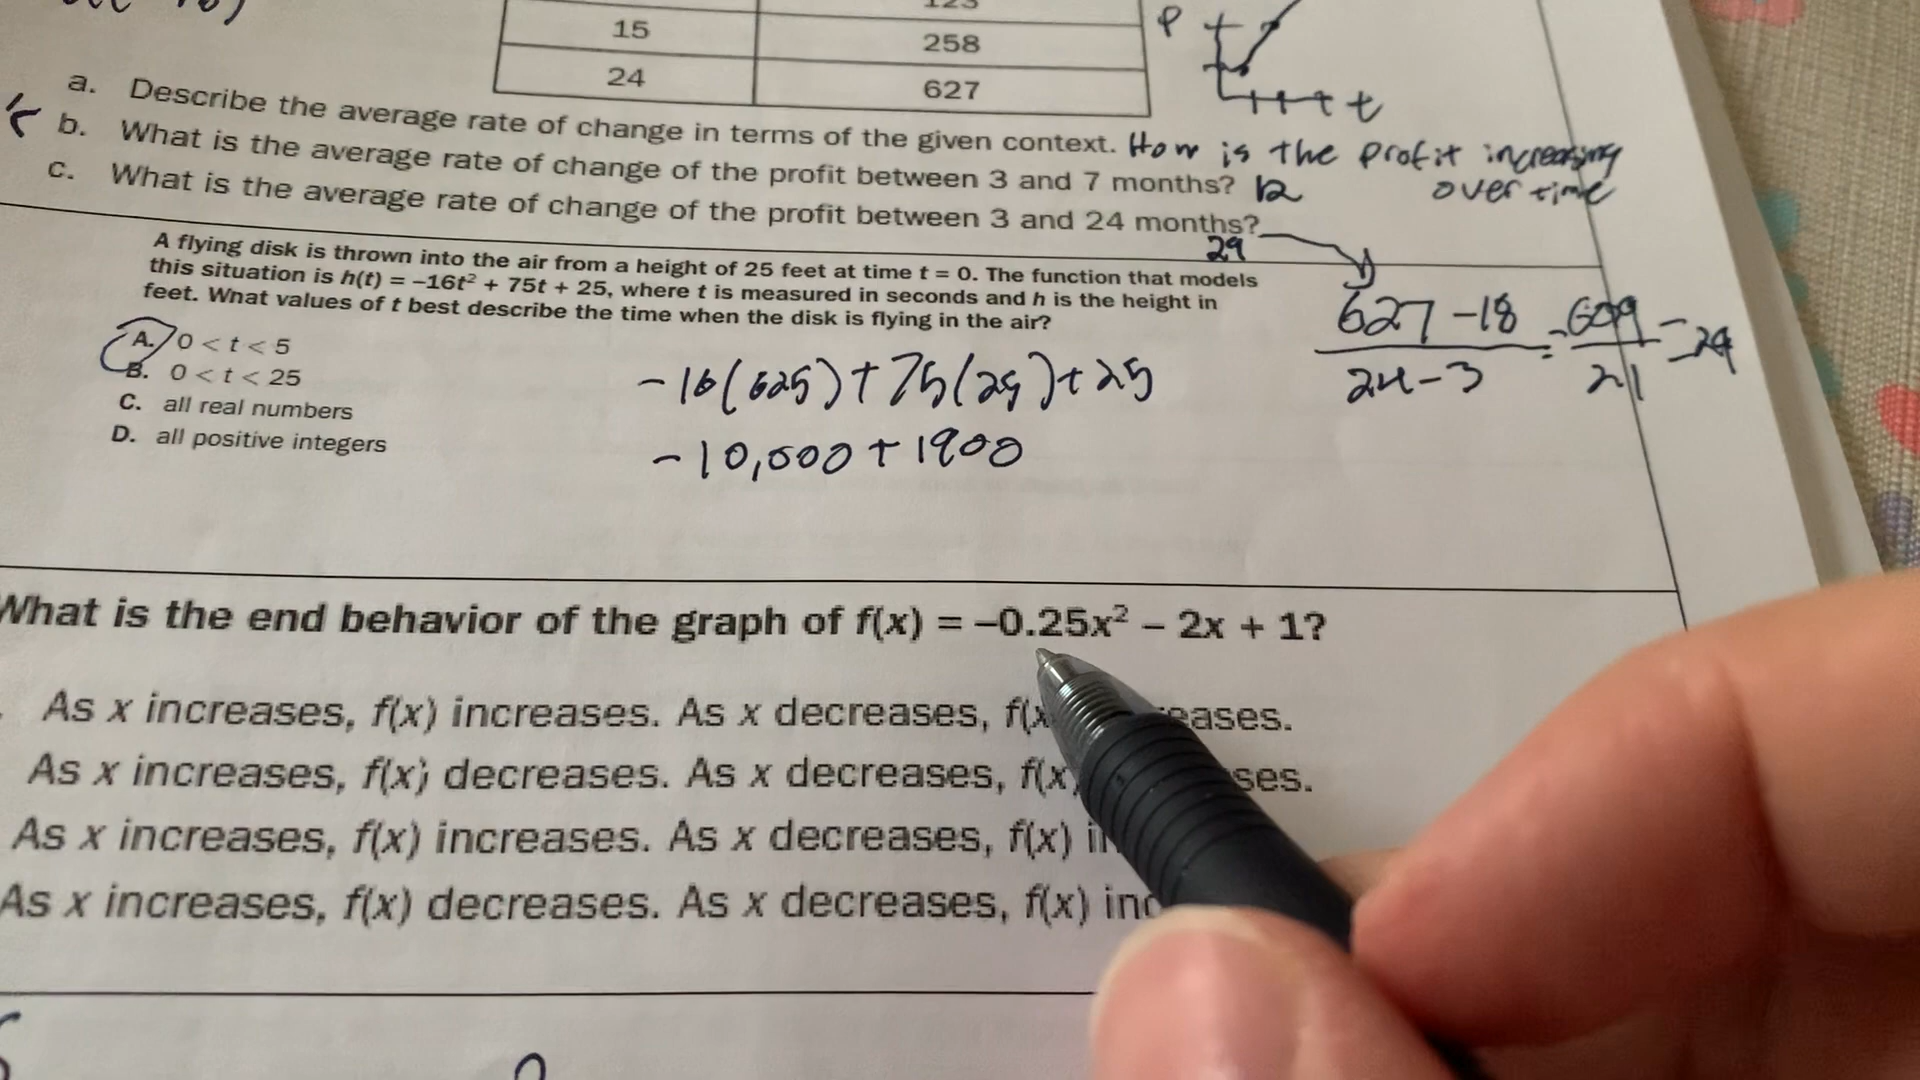 15 258
24 627
P
t
a. Describe the average rate of change in terms of the given context. How is the profit increasing
b. What is the average rate of change of the profit between 3 and 7 months? 12 over time
c. What is the average rate of change of the profit between 3 and 24 months?
29
A flying disk is thrown into the air from a height of 25 feet at time t = 0. The function that models
this situation is h(t) = –16t² + 75t + 25, where t is measured in seconds and h is the height in
feet. What values of t best describe the time when the disk is flying in the air?
A. 0 < t < 5
B. 0 < t < 25
C. all real numbers
D. all positive integers
-16(625)+75(25)+25
-10,000+1900
627-18 = 609 = 29
24-3 21
What is the end behavior of the graph of f(x) = –0.25x² – 2x + 1?
As x increases, f(x) increases. As x decreases,
As x increases, f(x) decreases. As x decreases,
As x increases, f(x) increases. As x decreases, f(x)
As x increases, f(x) decreases. As x decreases, f(x)